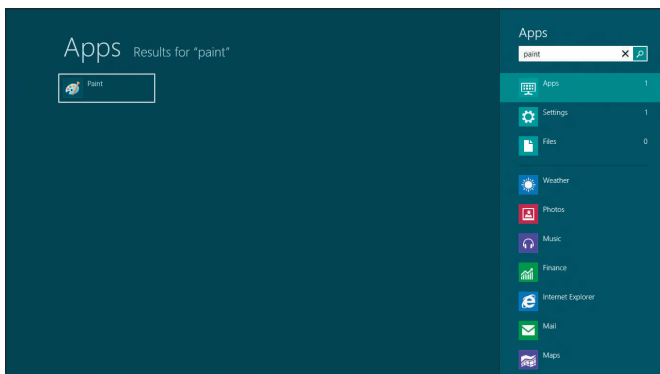 Apps Results for "paint"
Paint
Apps
paint
Apps 1
Settings 1
Files 0
Weather
Photos
Music
Finance
Internet Explorer
Mail
Maps